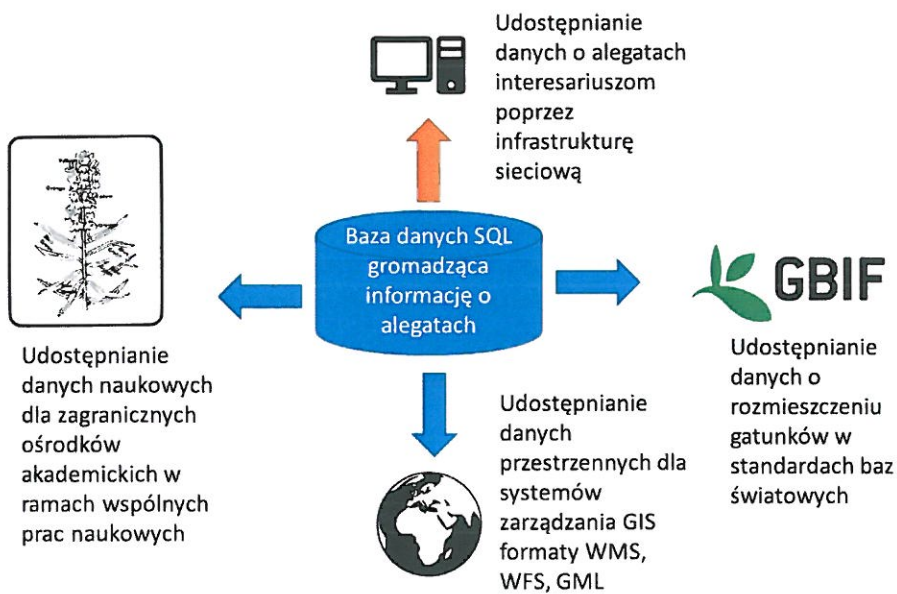 Udostępnianie
danych o alegatach
interesariuszom
poprzez
infrastrukturę
sieciową
Baza danych SQL
gromadząca
informację o
alegatach
GBIF
Udostępnianie
danych naukowych
dla zagranicznych
ośrodków
akademickich w
ramach wspólnych
prac naukowych
Udostępnianie
danych
przestrzennych dla
systemów
zarządzania GIS
formaty WMS,
WFS, GML
Udostępnianie
danych o
rozmieszczeniu
gatunków w
standardach baz
światowych